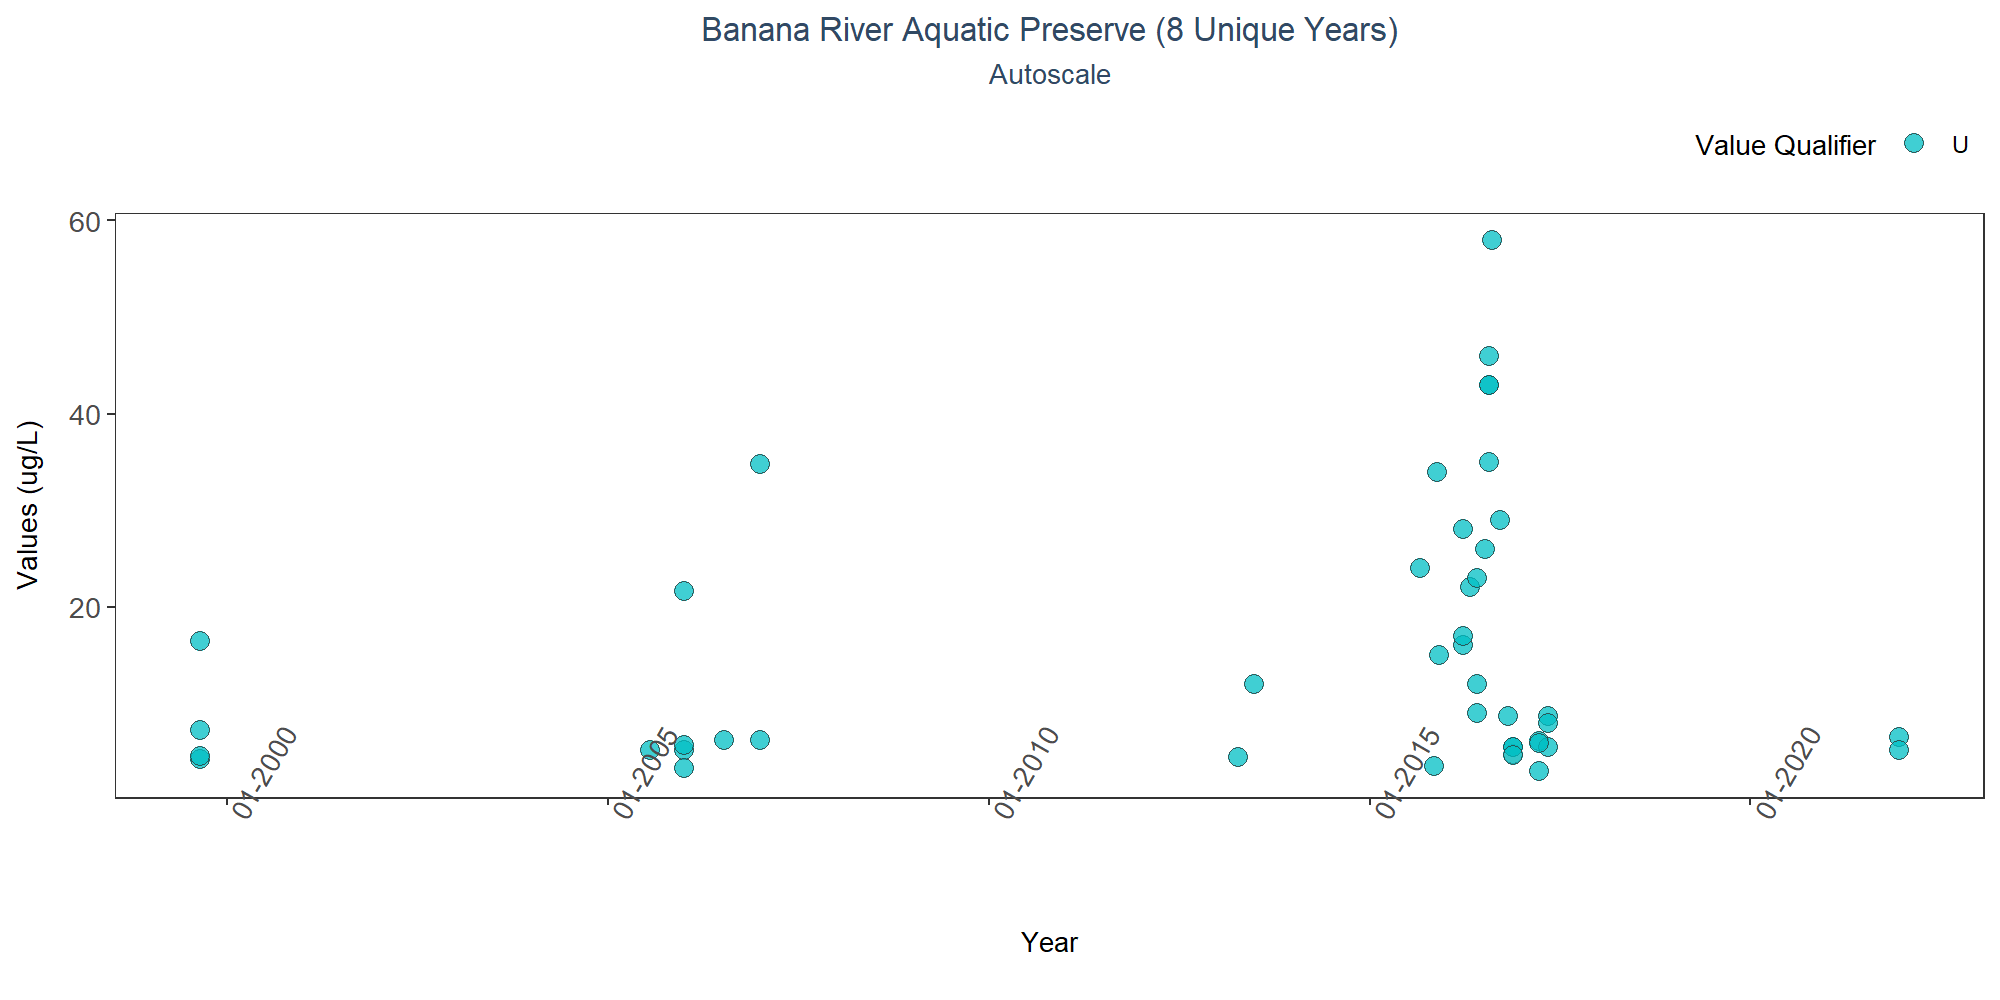 Banana River Aquatic Preserve (8 Unique Years)
Autoscale
Value Qualifier U
60
40
20
Values (ug/L)
01-2000
01-2005
01-2010
01-2015
01-2020
Year